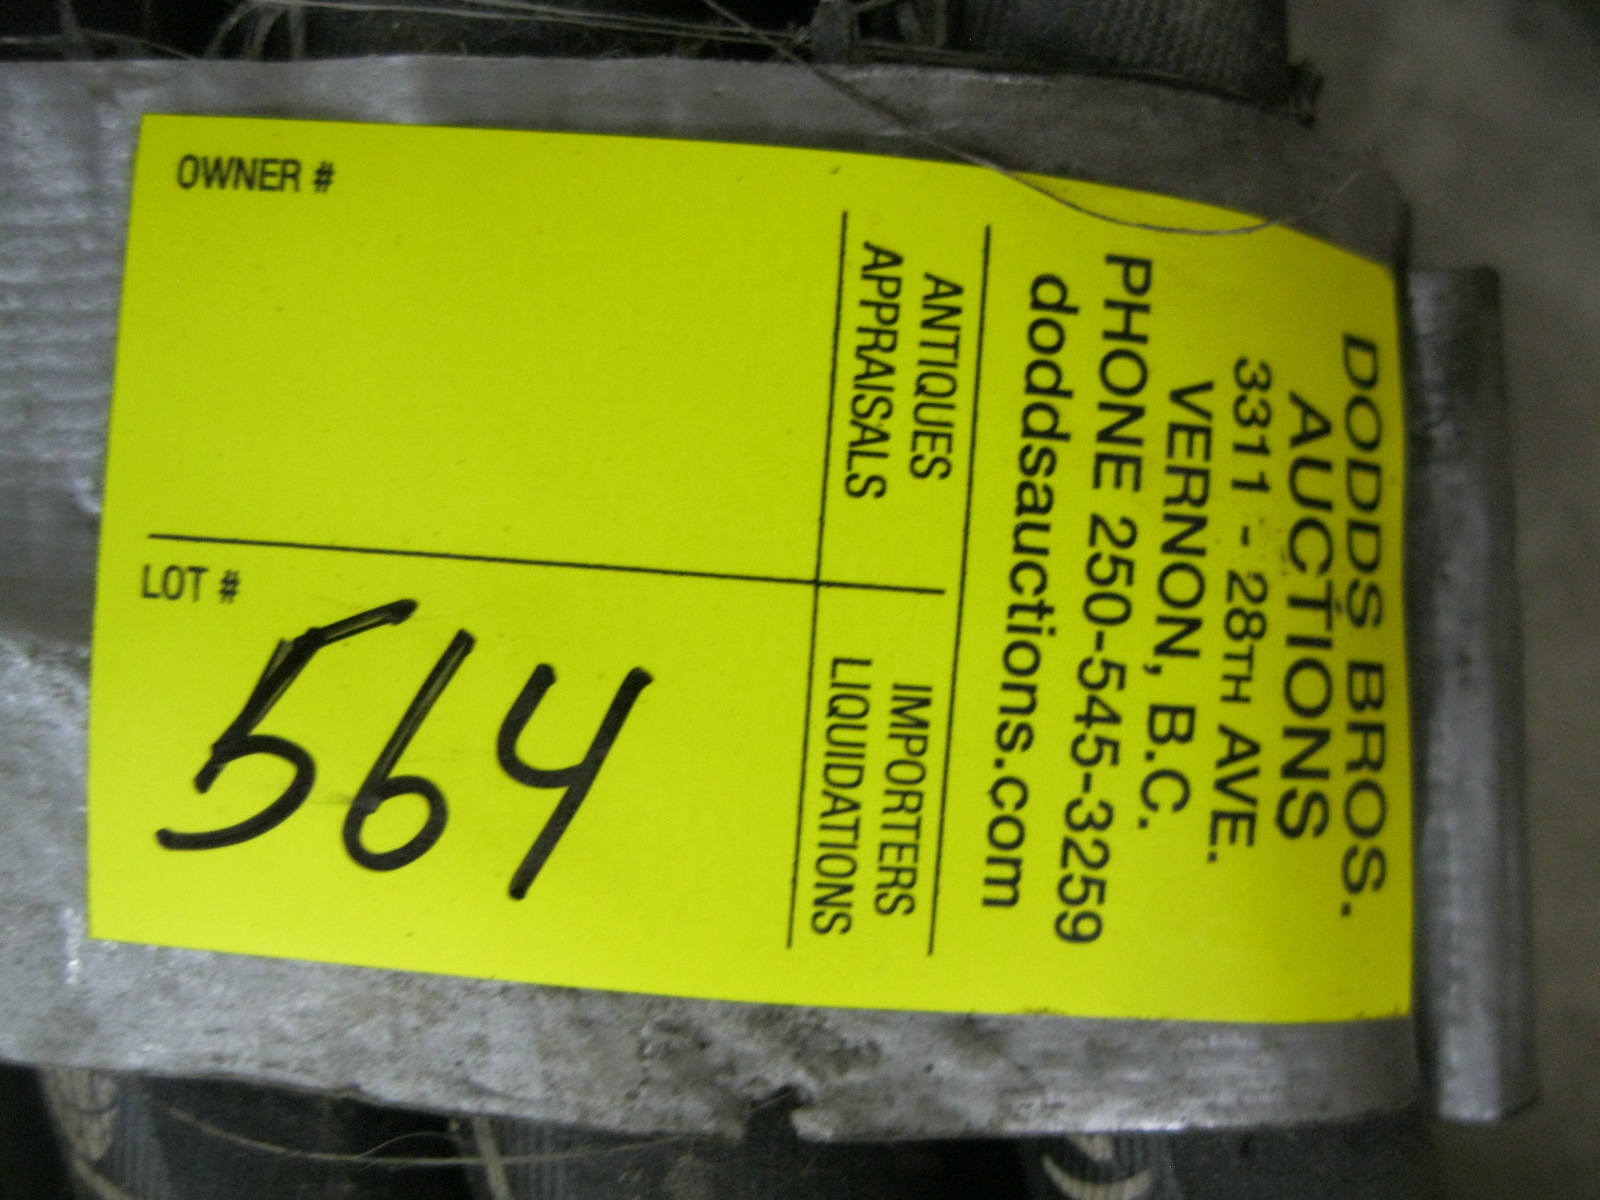 DODDS BROS.
AUCTIONS
3311 - 28TH AVE.
VERNON, B.C.
PHONE 250-545-3259
doddsauctions.com
ANTIQUES IMPORTERS
APPRAISALS LIQUIDATIONS
OWNER #
LOT #
564